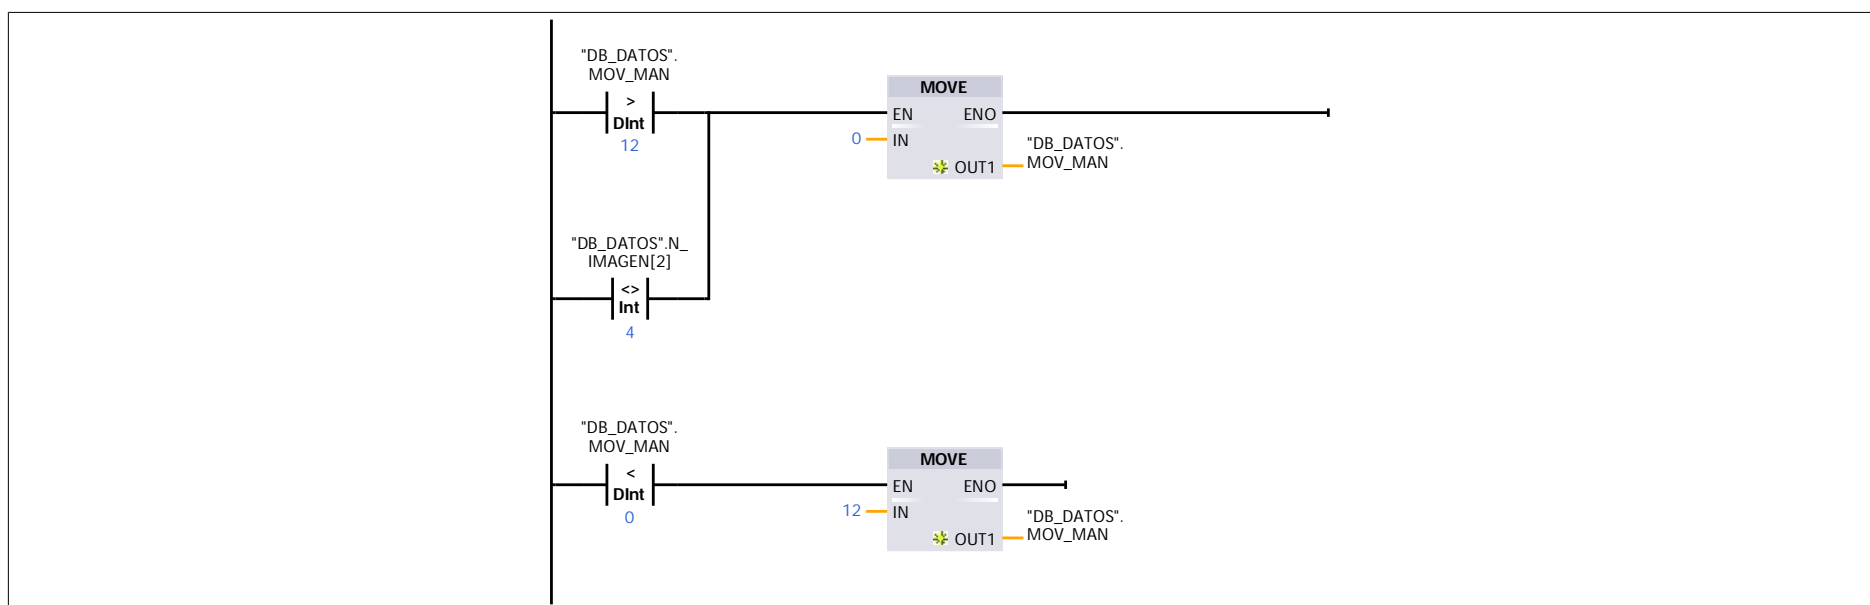 "DB_DATOS".
MOV_MAN
>
DInt
12
MOVE
EN ENO
0 IN
OUT1
"DB_DATOS".
MOV_MAN
"DB_DATOS".N_
IMAGEN[2]
<>
Int
4
"DB_DATOS".
MOV_MAN
<
DInt
0
MOVE
EN ENO
12 IN
OUT1
"DB_DATOS".
MOV_MAN